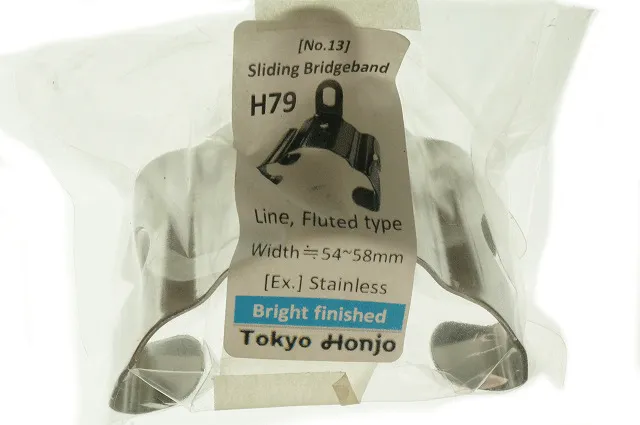 [No.13]
Sliding Bridgeband
H79
Line, Fluted type
Width≒54~58mm
[Ex.] Stainless
Bright finished
Tokyo Honjo